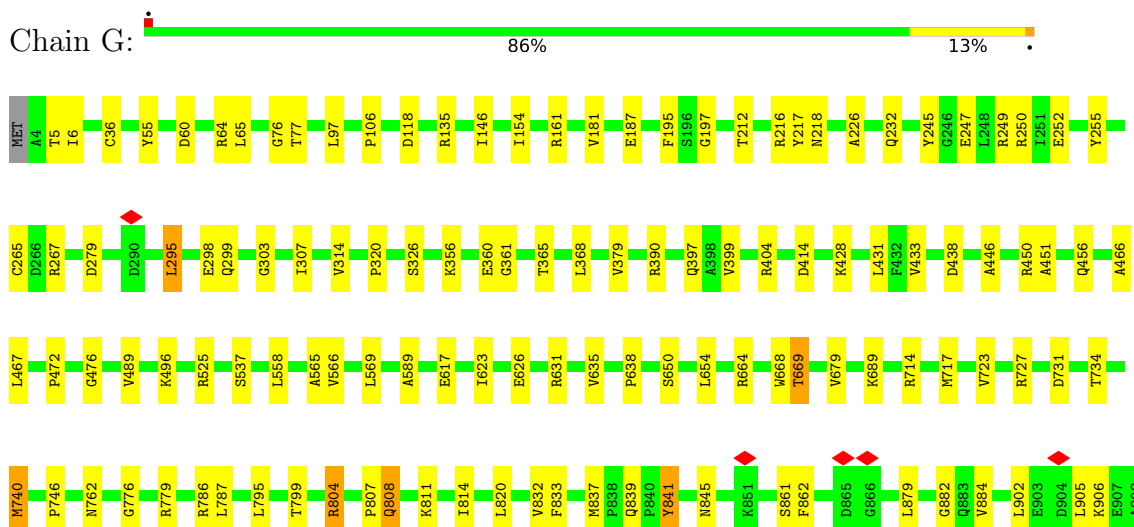 Chain G:
86% 13%
MET A4 T5 I6 C36 Y55 D60 R64 L65 G76 T77 L97 P106 D118 R135 I146 I154 R161 V181 E187 F195 S196 G197 T212 R216 Y217 N218 A226 Q232 Y245 G246 E247 L248 R249 R250 I251 E252 Y255
C265 D266 R267 D279 D290 L295 E298 Q299 G303 I307 V314 P320 S326 K356 E360 G361 T365 L368 V379 R390 Q397 A398 V399 R404 D414 K428 L431 F432 V433 D438 A446 R450 A451 Q456 A466
L467 P472 G476 V489 K496 R525 S537 L558 A565 V566 L569 A589 E617 I623 E626 R631 V635 P638 S650 L654 R664 W668 T669 V679 K689 R714 M717 V723 R727 D731 T734
M740 P746 N762 G776 R779 R786 L787 L795 T799 R804 P807 Q808 K811 I814 L820 V832 F833 M837 P838 Q839 P840 Y841 N845 K851 S861 F862 D865 G866 L879 G882 Q883 V884 L902 E903 D904 L905 K906 E907